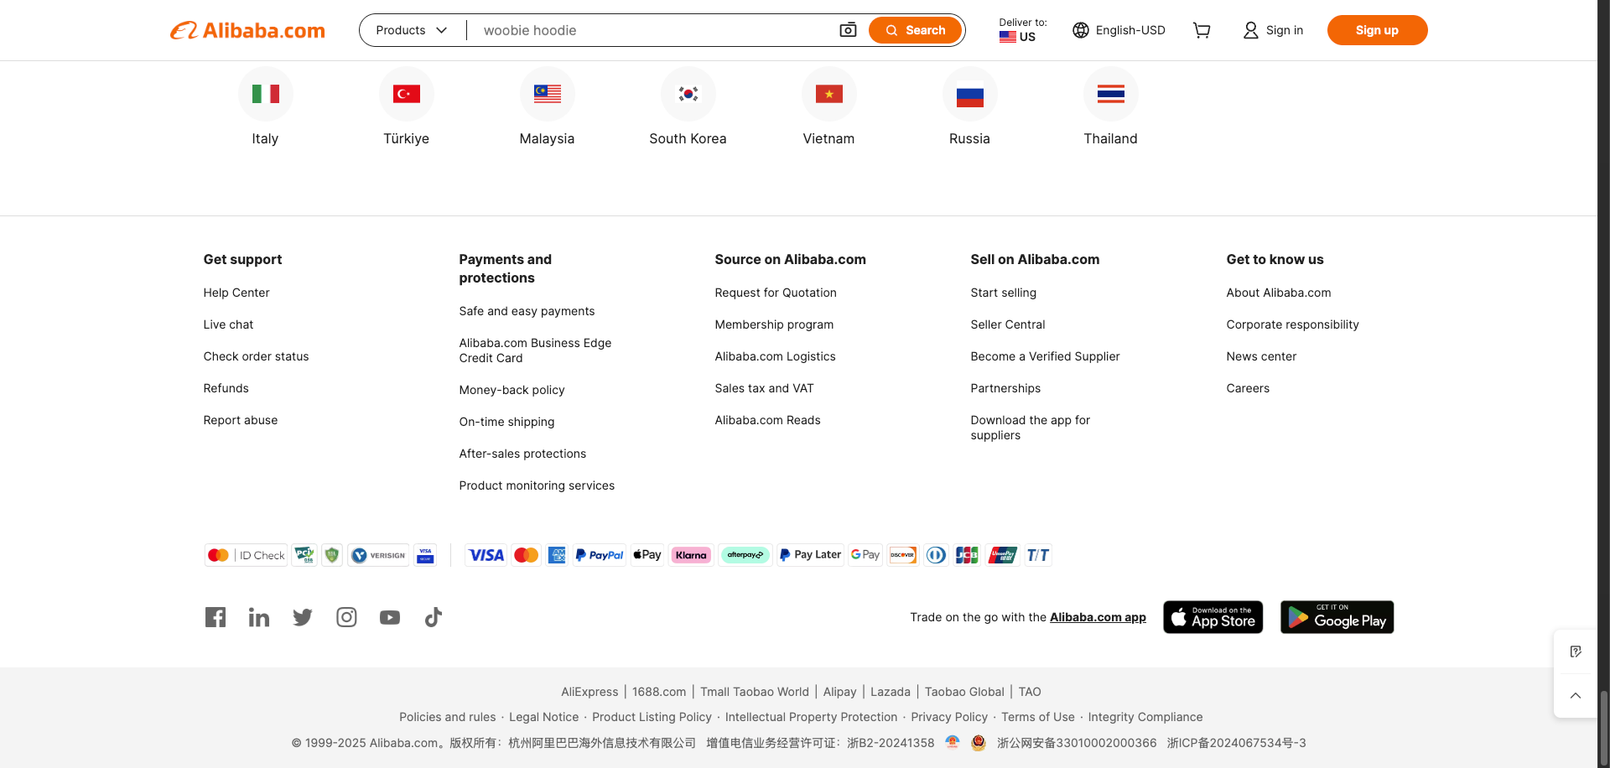 Alibaba.com
Products
woobie hoodie
Search
Deliver to:
US
English-USD
Sign in
Sign up
Italy
Türkiye
Malaysia
South Korea
Vietnam
Russia
Thailand
Get support
Help Center
Live chat
Check order status
Refunds
Report abuse
Payments and
protections
Safe and easy payments
Alibaba.com Business Edge
Credit Card
Money-back policy
On-time shipping
After-sales protections
Product monitoring services
Source on Alibaba.com
Request for Quotation
Membership program
Alibaba.com Logistics
Sales tax and VAT
Alibaba.com Reads
Sell on Alibaba.com
Start selling
Seller Central
Become a Verified Supplier
Partnerships
Download the app for
suppliers
Get to know us
About Alibaba.com
Corporate responsibility
News center
Careers
ID Check PCI VERISIGN VISA VISA PayPal Pay Klarna afterpay Pay Later G Pay DISCOVER JCB UnionPay T/T
Trade on the go with the Alibaba.com app
Download on the
App Store
GET IT ON
Google Play
AliExpress | 1688.com | Tmall Taobao World | Alipay | Lazada | Taobao Global | TAO
Policies and rules · Legal Notice · Product Listing Policy · Intellectual Property Protection · Privacy Policy · Terms of Use · Integrity Compliance
© 1999-2025 Alibaba.com。版权所有：杭州阿里巴巴海外信息技术有限公司 增值电信业务经营许可证：浙B2-20241358 浙公网安备33010002000366 浙ICP备2024067534号-3